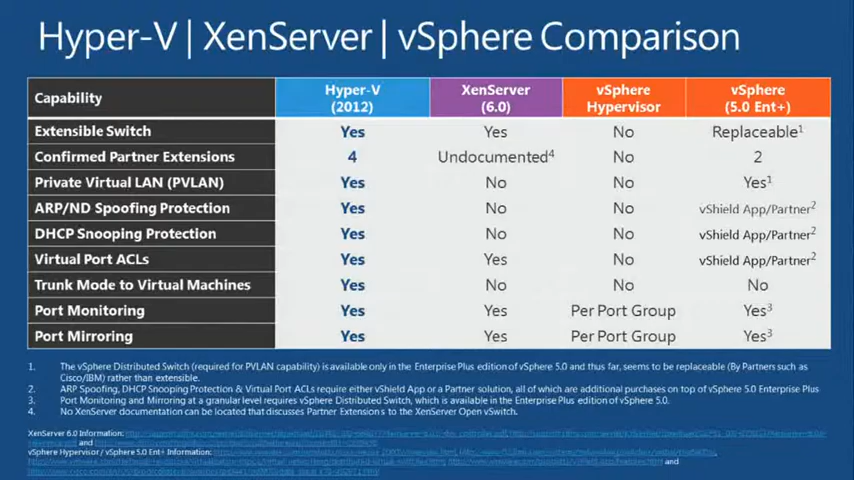 Hyper-V | XenServer | vSphere Comparison
Capability Hyper-V (2012) XenServer (6.0) vSphere Hypervisor vSphere (5.0 Ent+)
Extensible Switch Yes Yes No Replaceable¹
Confirmed Partner Extensions 4 Undocumented⁴ No 2
Private Virtual LAN (PVLAN) Yes No No Yes¹
ARP/ND Spoofing Protection Yes No No vShield App/Partner²
DHCP Snooping Protection Yes No No vShield App/Partner²
Virtual Port ACLs Yes Yes No vShield App/Partner²
Trunk Mode to Virtual Machines Yes No No No
Port Monitoring Yes Yes Per Port Group Yes³
Port Mirroring Yes Yes Per Port Group Yes³
1. The vSphere Distributed Switch (required for PVLAN capability) is available only in the Enterprise Plus edition of vSphere 5.0 and thus far, seems to be replaceable (By Partners such as
Cisco/IBM) rather than extensible.
2. ARP Spoofing, DHCP Snooping Protection & Virtual Port ACLs require either vShield App or a Partner solution, all of which are additional purchases on top of vSphere 5.0 Enterprise Plus
3. Port Monitoring and Mirroring at a granular level requires vSphere Distributed Switch, which is available in the Enterprise Plus edition of vSphere 5.0.
4. No XenServer documentation can be located that discusses Partner Extensions to the XenServer Open vSwitch.
XenServer 6.0 Information:
and
vSphere Hypervisor / vSphere 5.0 Ent+ Information:
and